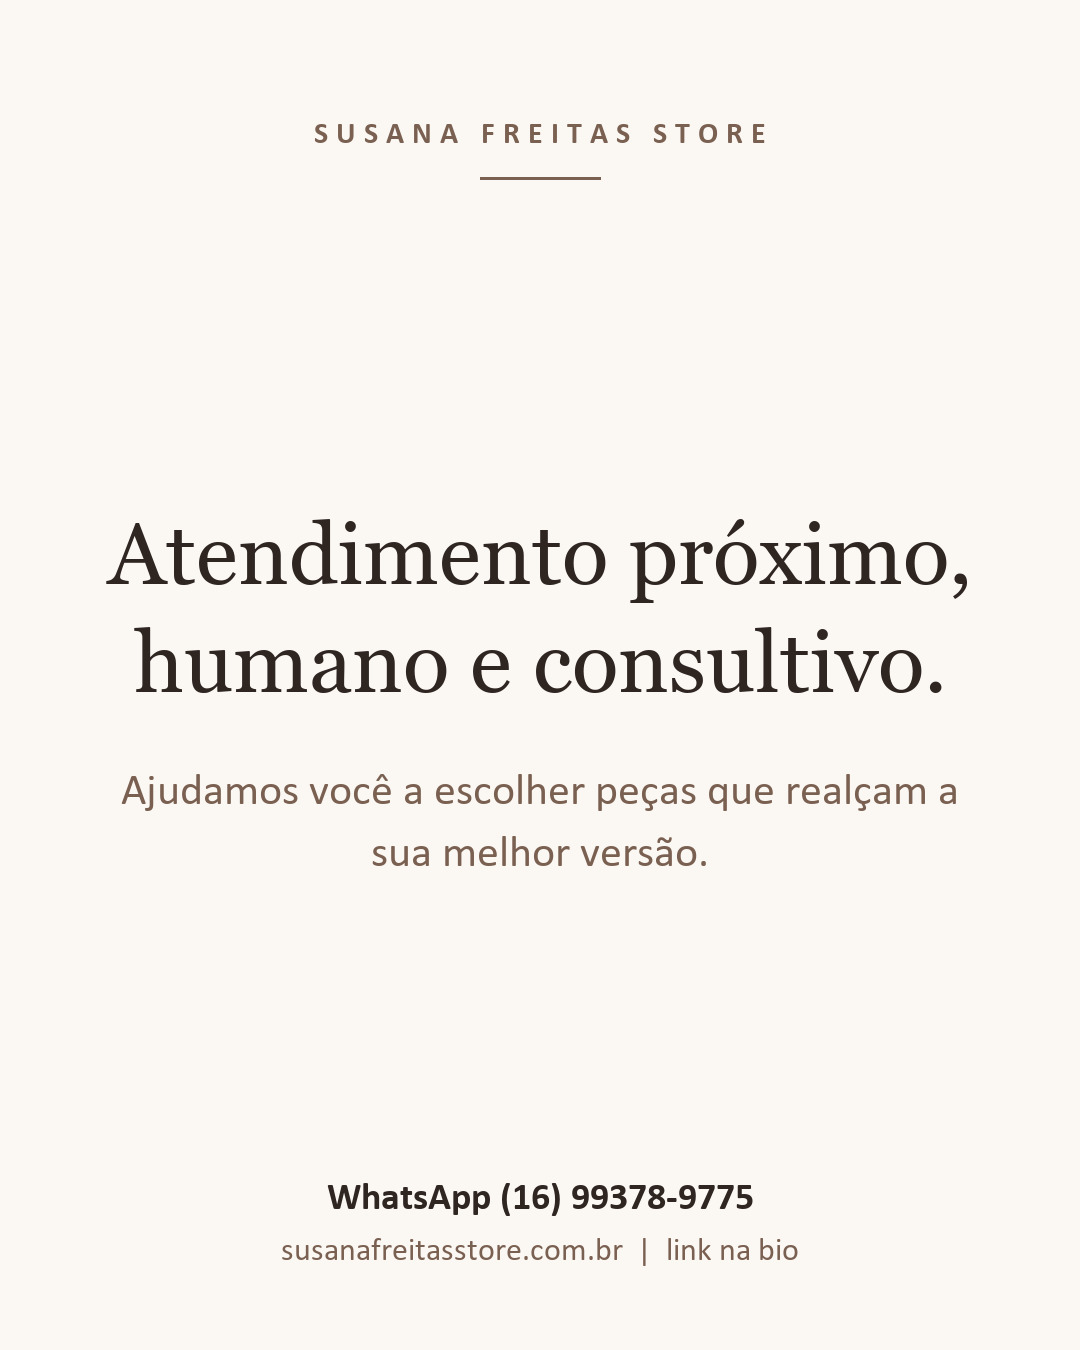 SUSANA FREITAS STORE
Atendimento próximo,
humano e consultivo.
Ajudamos você a escolher peças que realçam a
sua melhor versão.
WhatsApp (16) 99378-9775
susanafreitasstore.com.br | link na bio